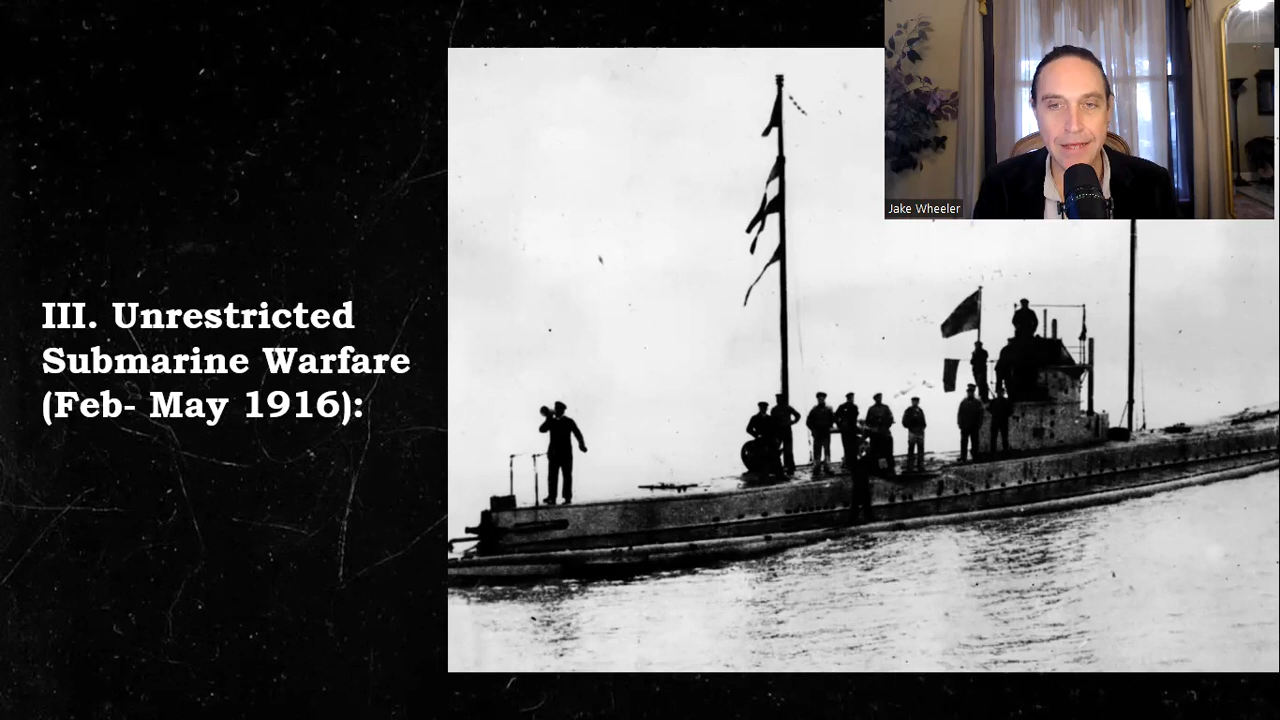 III. Unrestricted
Submarine Warfare
(Feb- May 1916):
Jake Wheeler